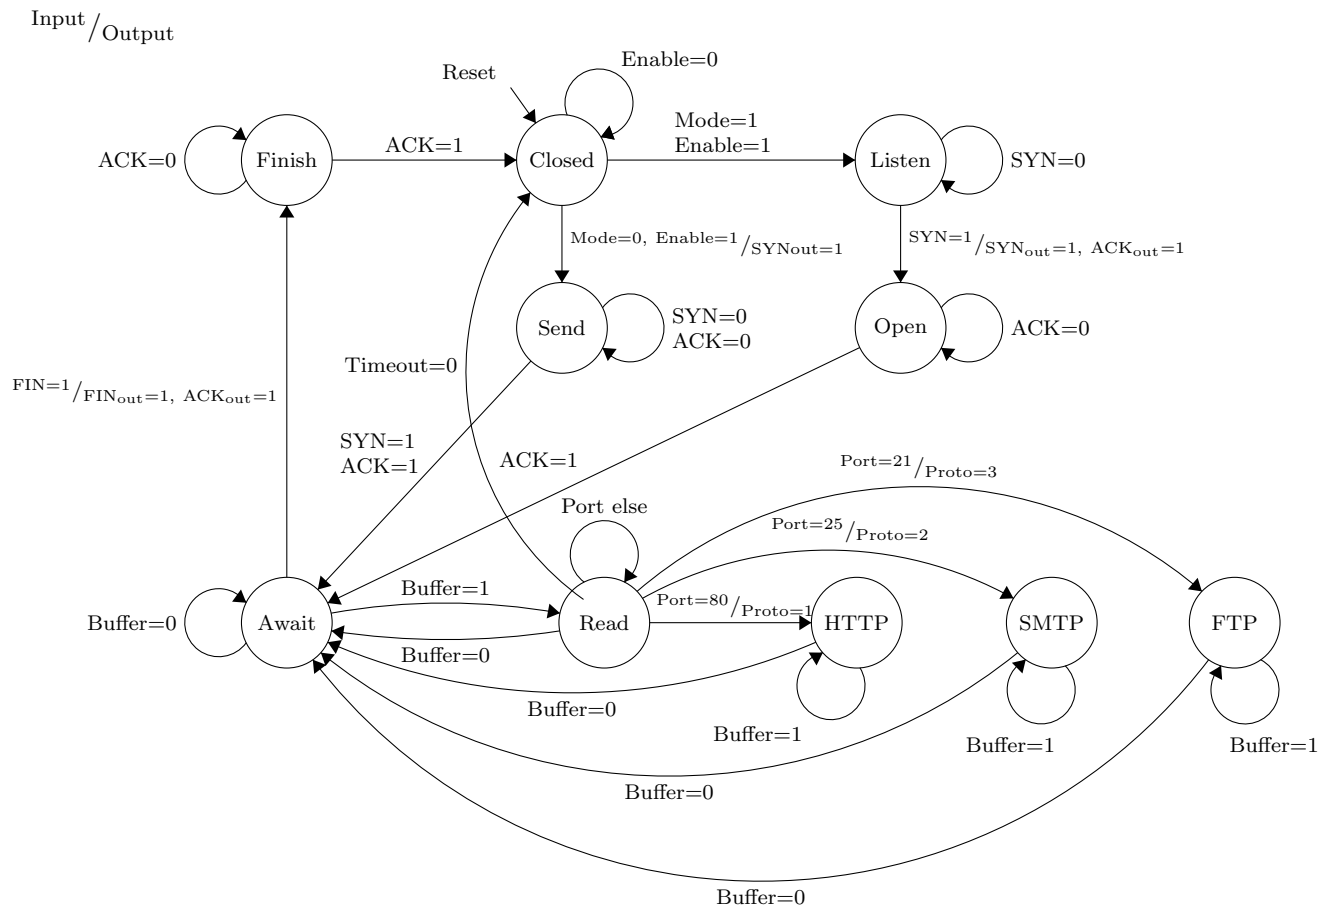 Input/Output
Reset
Enable=0
ACK=0
Finish
ACK=1
Closed
Mode=1
Enable=1
Listen
SYN=0
Mode=0, Enable=1/SYNout=1
SYN=1/SYNout=1, ACKout=1
Send
SYN=0
ACK=0
Open
ACK=0
Timeout=0
FIN=1/FINout=1, ACKout=1
SYN=1
ACK=1
ACK=1
Port=21/Proto=3
Port else
Port=25/Proto=2
Buffer=1
Port=80/Proto=1
Buffer=0
Await
Read
HTTP
SMTP
FTP
Buffer=0
Buffer=0
Buffer=1
Buffer=1
Buffer=1
Buffer=0
Buffer=0